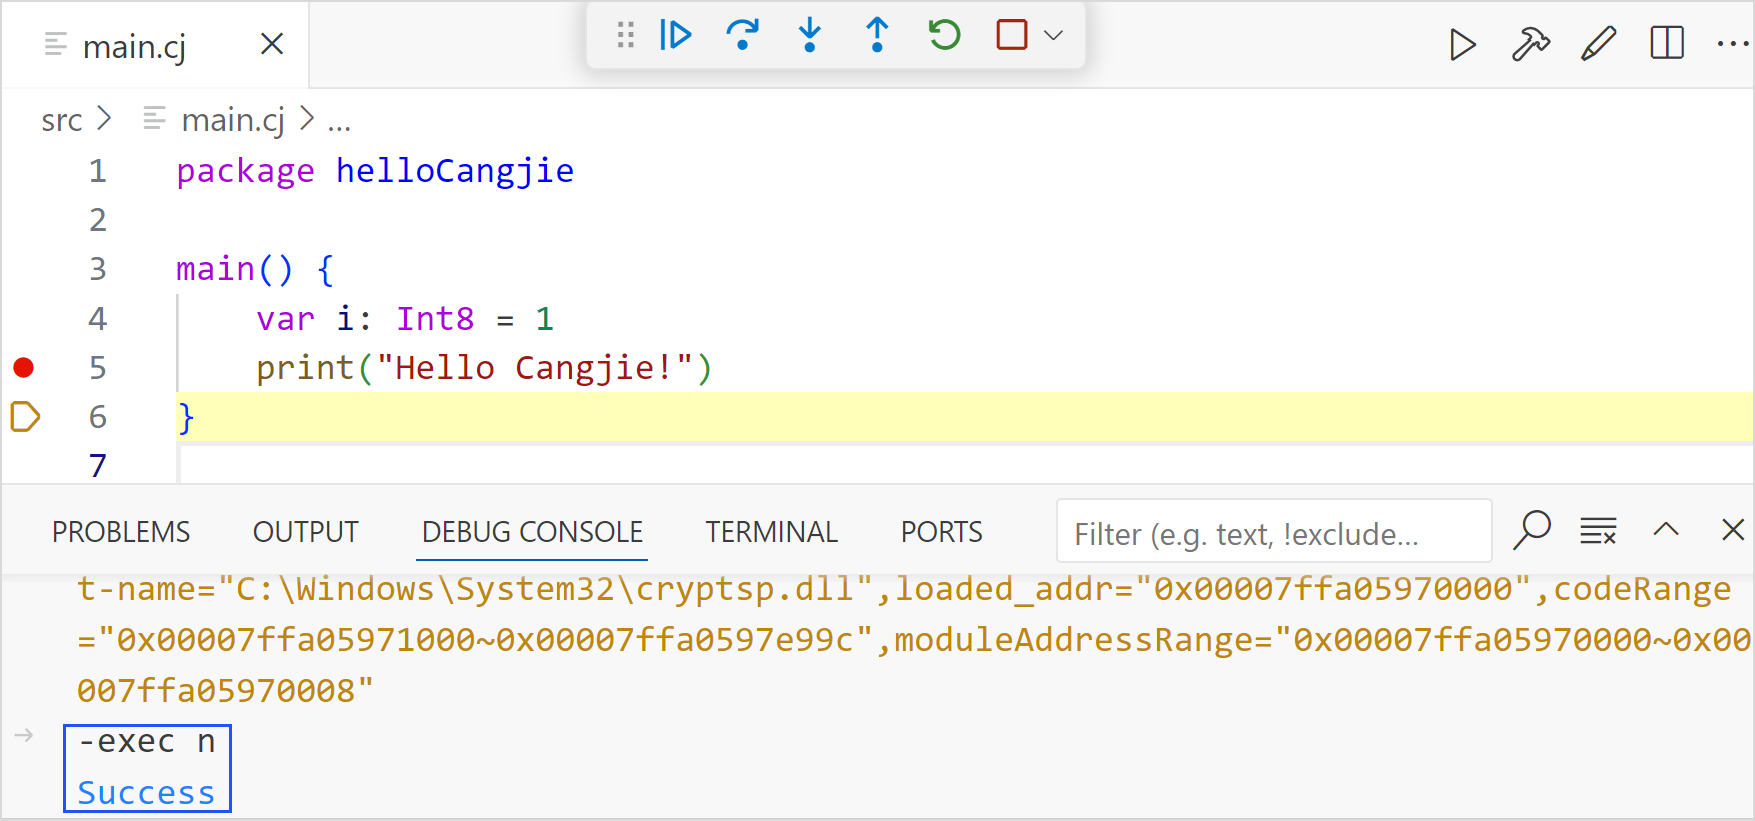 main.cj
src > main.cj > ...
1 package helloCangjie
2
3 main() {
4     var i: Int8 = 1
5     print("Hello Cangjie!")
6 }
7
PROBLEMS OUTPUT DEBUG CONSOLE TERMINAL PORTS Filter (e.g. text, !exclude...
t-name="C:\Windows\System32\cryptsp.dll",loaded_addr="0x00007ffa05970000",codeRange
="0x00007ffa05971000~0x00007ffa0597e99c",moduleAddressRange="0x00007ffa05970000~0x00
007ffa05970008"
-exec n
Success